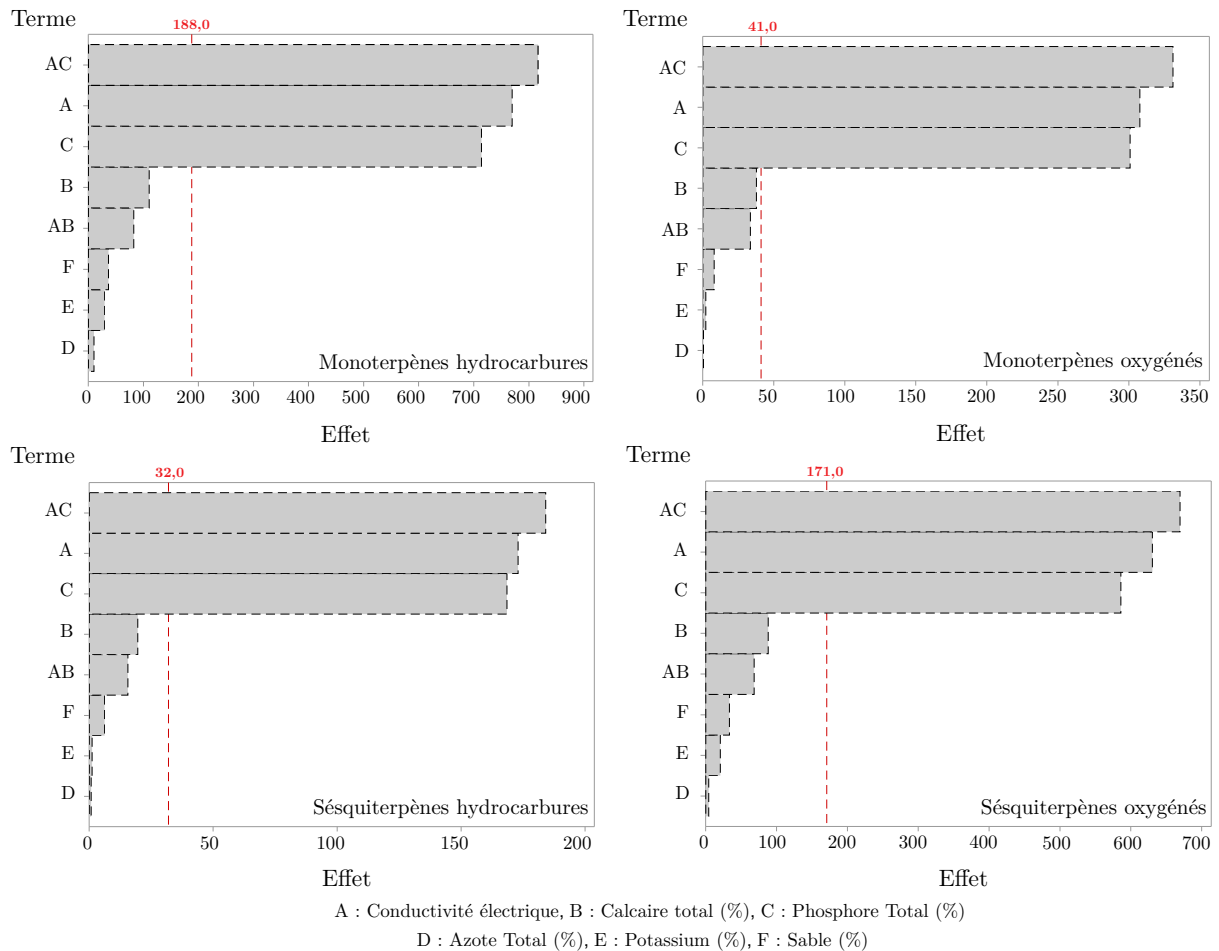 Terme
188,0
AC
A
C
B
AB
F
E
D
Monoterpènes hydrocarbures
0 100 200 300 400 500 600 700 800 900
Effet
Terme
41,0
AC
A
C
B
AB
F
E
D
Monoterpènes oxygénés
0 50 100 150 200 250 300 350
Effet
Terme
32,0
AC
A
C
B
AB
F
E
D
Sésquiterpènes hydrocarbures
0 50 100 150 200
Effet
Terme
171,0
AC
A
C
B
AB
F
E
D
Sésquiterpènes oxygénés
0 100 200 300 400 500 600 700
Effet
A : Conductivité électrique, B : Calcaire total (%), C : Phosphore Total (%)
D : Azote Total (%), E : Potassium (%), F : Sable (%)